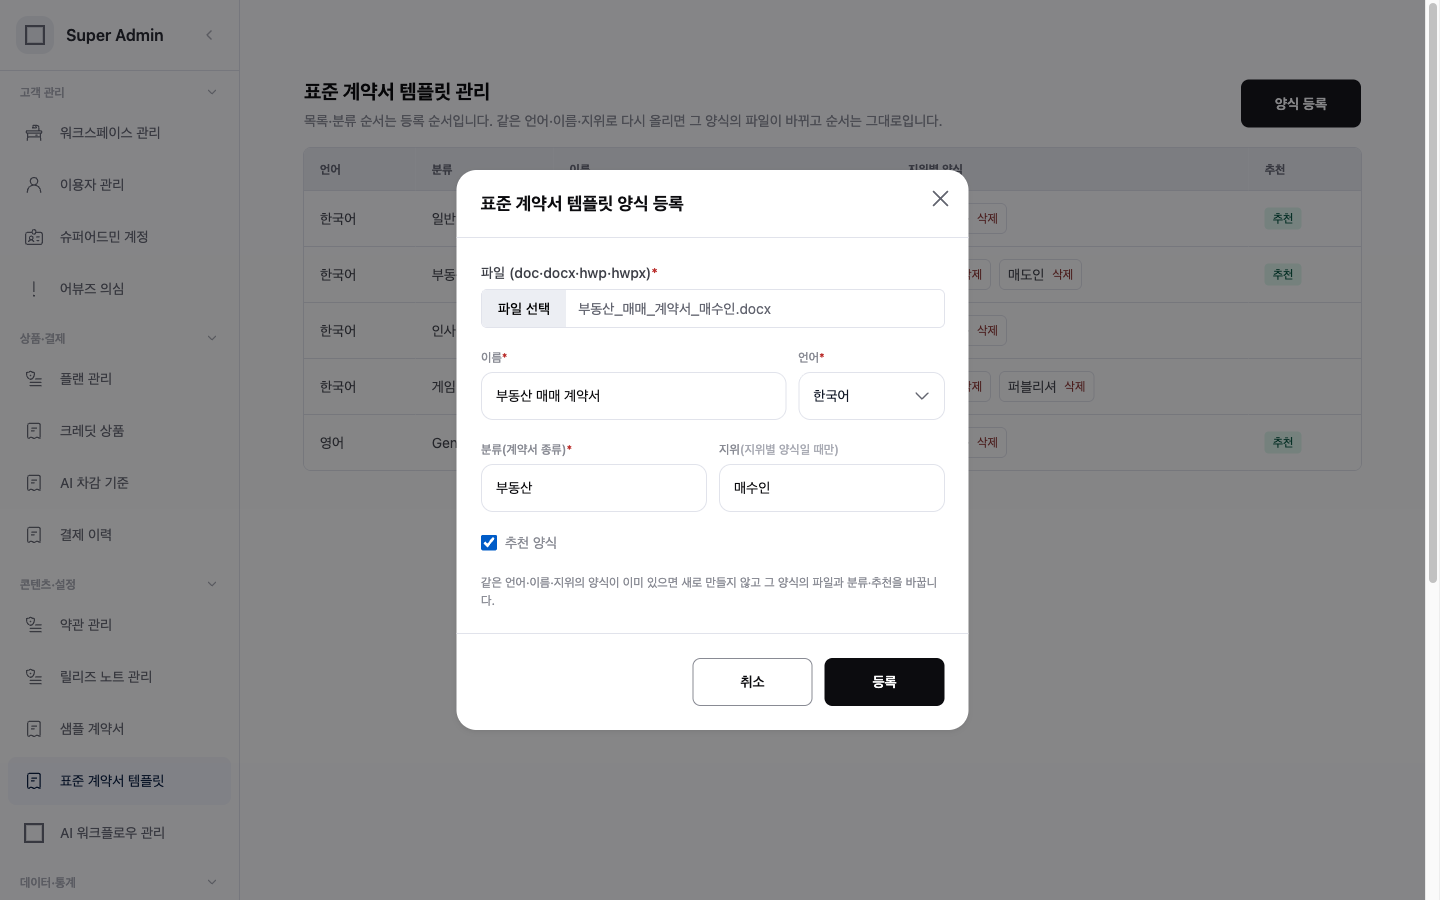 Super Admin
고객 관리
워크스페이스 관리
이용자 관리
슈퍼어드민 계정
어뷰즈 의심
상품·결제
플랜 관리
크레딧 상품
AI 차감 기준
결제 이력
콘텐츠·설정
약관 관리
릴리즈 노트 관리
샘플 계약서
표준 계약서 템플릿
AI 워크플로우 관리
데이터·통계
표준 계약서 템플릿 관리
양식 등록
목록·분류 순서는 등록 순서입니다. 같은 언어·이름·지위로 다시 올리면 그 양식의 파일이 바뀌고 순서는 그대로입니다.
언어 분류 이름 지위별 양식 추천
한국어 일반 삭제 추천
한국어 부동 삭제 매도인 삭제 추천
한국어 인사 삭제
한국어 게임 삭제 퍼블리셔 삭제
영어 Gen 삭제 추천
표준 계약서 템플릿 양식 등록
파일 (doc·docx·hwp·hwpx)*
파일 선택 부동산_매매_계약서_매수인.docx
이름* 언어*
부동산 매매 계약서 한국어
분류(계약서 종류)* 지위(지위별 양식일 때만)
부동산 매수인
추천 양식
같은 언어·이름·지위의 양식이 이미 있으면 새로 만들지 않고 그 양식의 파일과 분류·추천을 바꿉니
다.
취소 등록